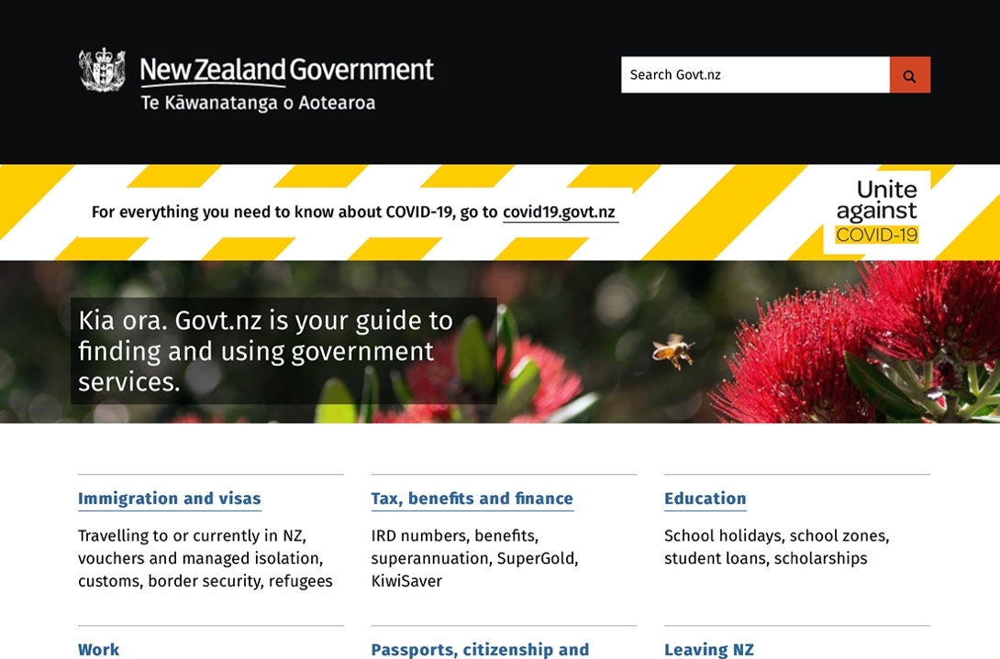 New Zealand Government
Te Kāwanatanga o Aotearoa
Search Govt.nz
For everything you need to know about COVID-19, go to covid19.govt.nz
Unite
against
COVID-19
Kia ora. Govt.nz is your guide to
finding and using government
services.
Immigration and visas
Travelling to or currently in NZ,
vouchers and managed isolation,
customs, border security, refugees
Tax, benefits and finance
IRD numbers, benefits,
superannuation, SuperGold,
KiwiSaver
Education
School holidays, school zones,
student loans, scholarships
Work
Passports, citizenship and
Leaving NZ